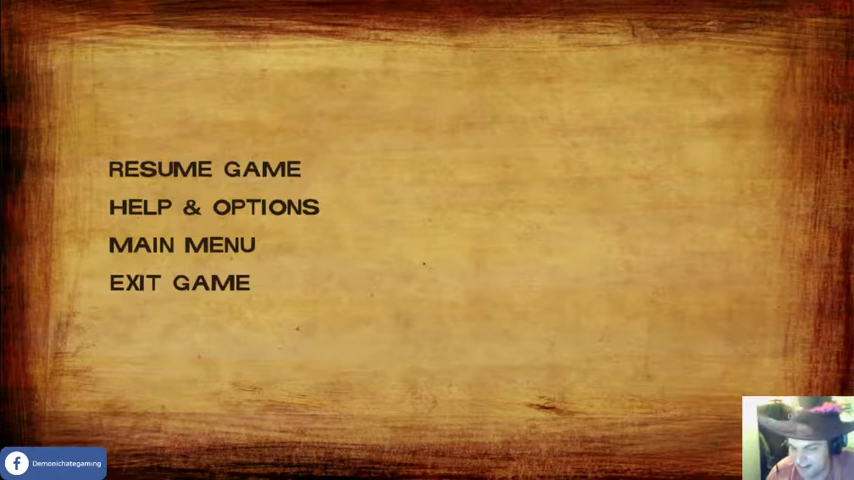 RESUME GAME
HELP & OPTIONS
MAIN MENU
EXIT GAME
Demonichategaming